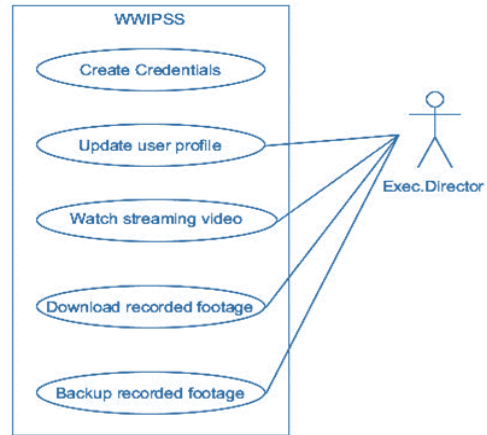 WWIPSS
Create Credentials
Update user profile
Watch streaming video
Download recorded footage
Backup recorded footage
Exec.Director